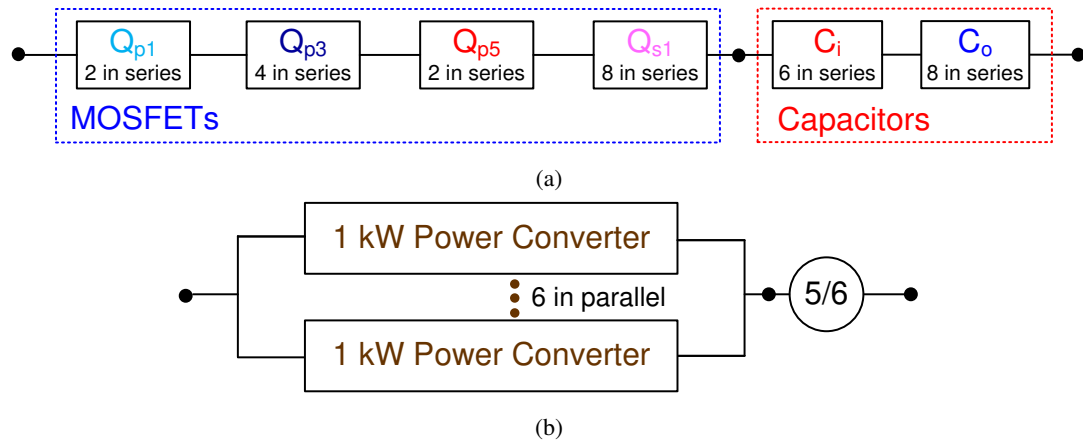 Qp1
2 in series
Qp3
4 in series
Qp5
2 in series
Qs1
8 in series
Ci
6 in series
Co
8 in series
MOSFETs
Capacitors
(a)
1 kW Power Converter
6 in parallel
5/6
1 kW Power Converter
(b)